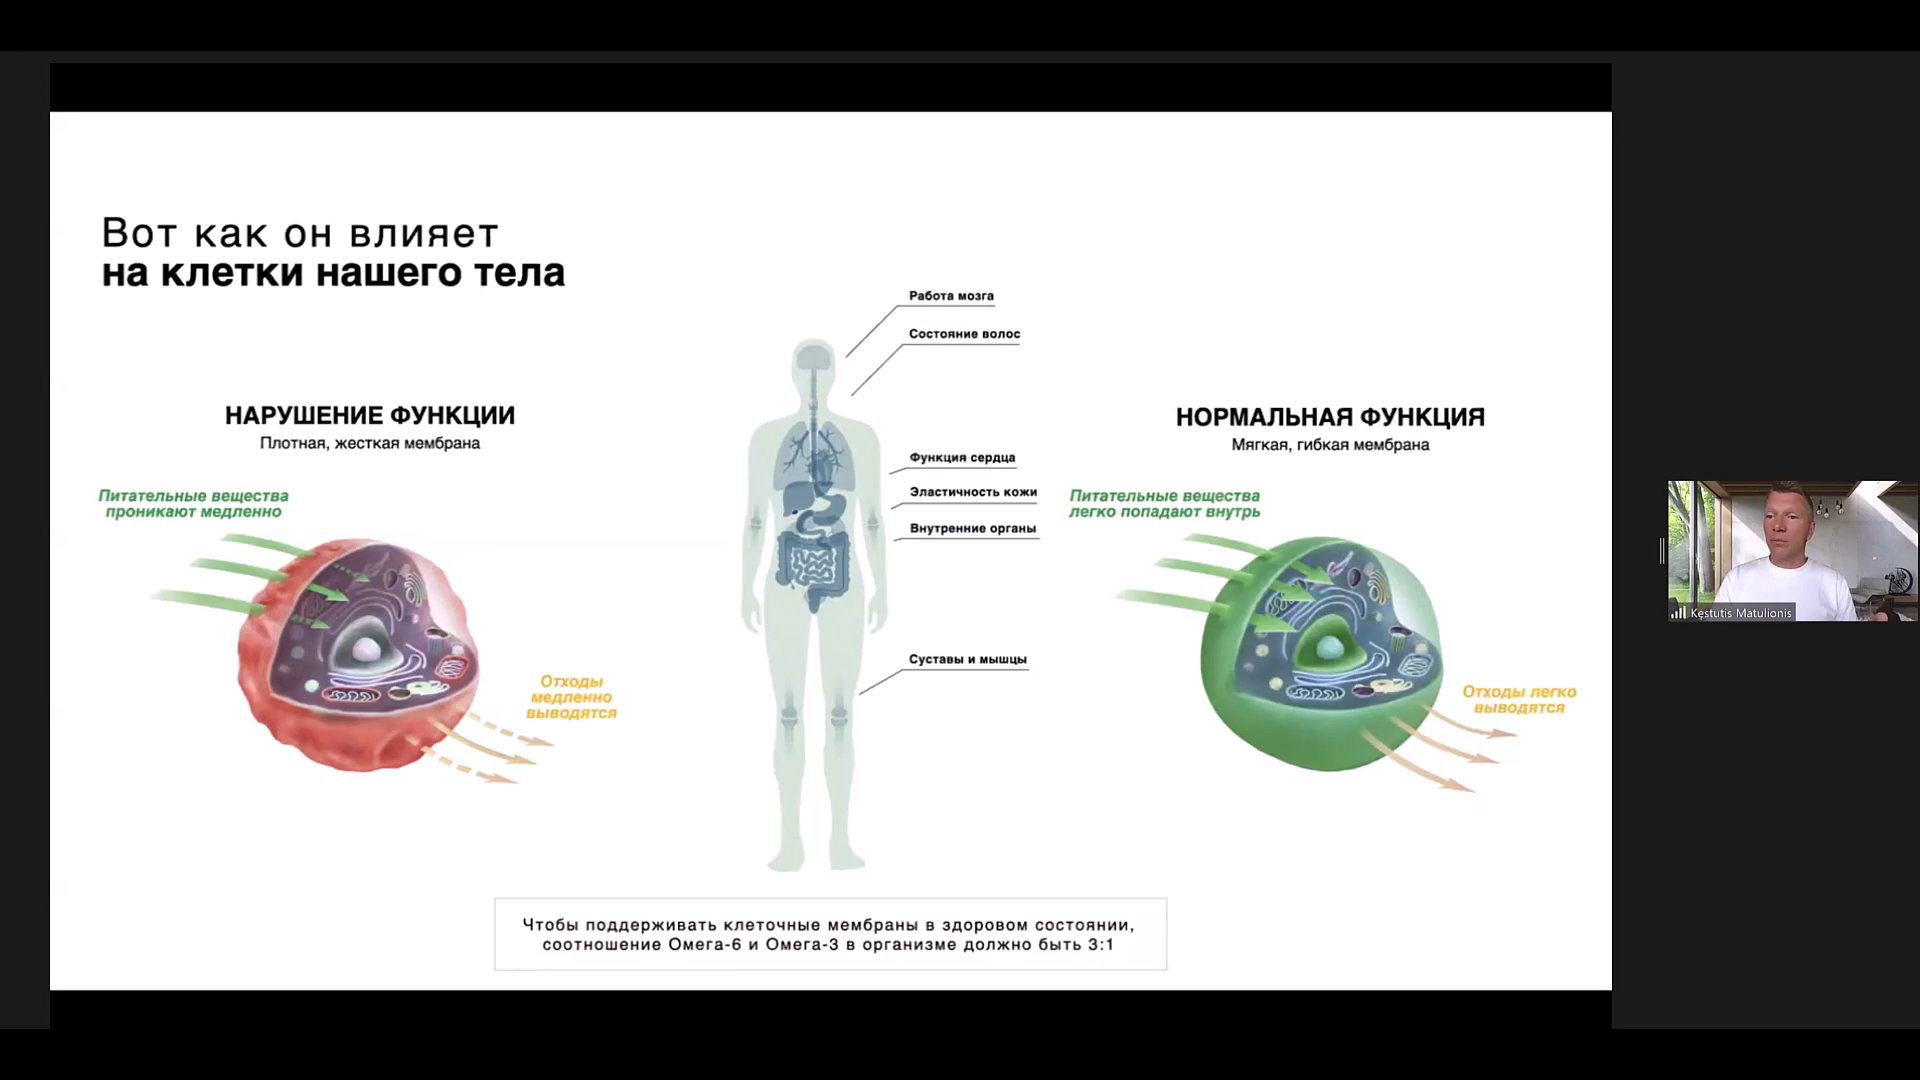 Вот как он влияет
на клетки нашего тела
НАРУШЕНИЕ ФУНКЦИИ
Плотная, жесткая мембрана
Питательные вещества
проникают медленно
Отходы
медленно
выводятся
Работа мозга
Состояние волос
Функция сердца
Эластичность кожи
Внутренние органы
Суставы и мышцы
НОРМАЛЬНАЯ ФУНКЦИЯ
Мягкая, гибкая мембрана
Питательные вещества
легко попадают внутрь
Отходы легко
выводятся
Чтобы поддерживать клеточные мембраны в здоровом состоянии,
соотношение Омега-6 и Омега-3 в организме должно быть 3:1
Kęstutis Matulionis